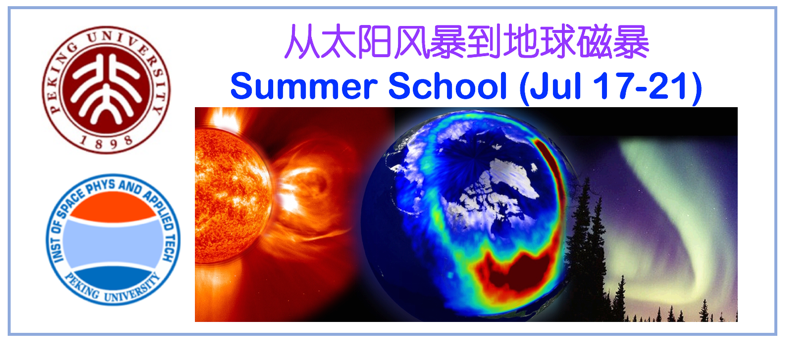 从太阳风暴到地球磁暴
Summer School (Jul 17-21)
PEKING UNIVERSITY
1898
INST OF SPACE PHYS AND APPLIED TECH
PEKING UNIVERSITY